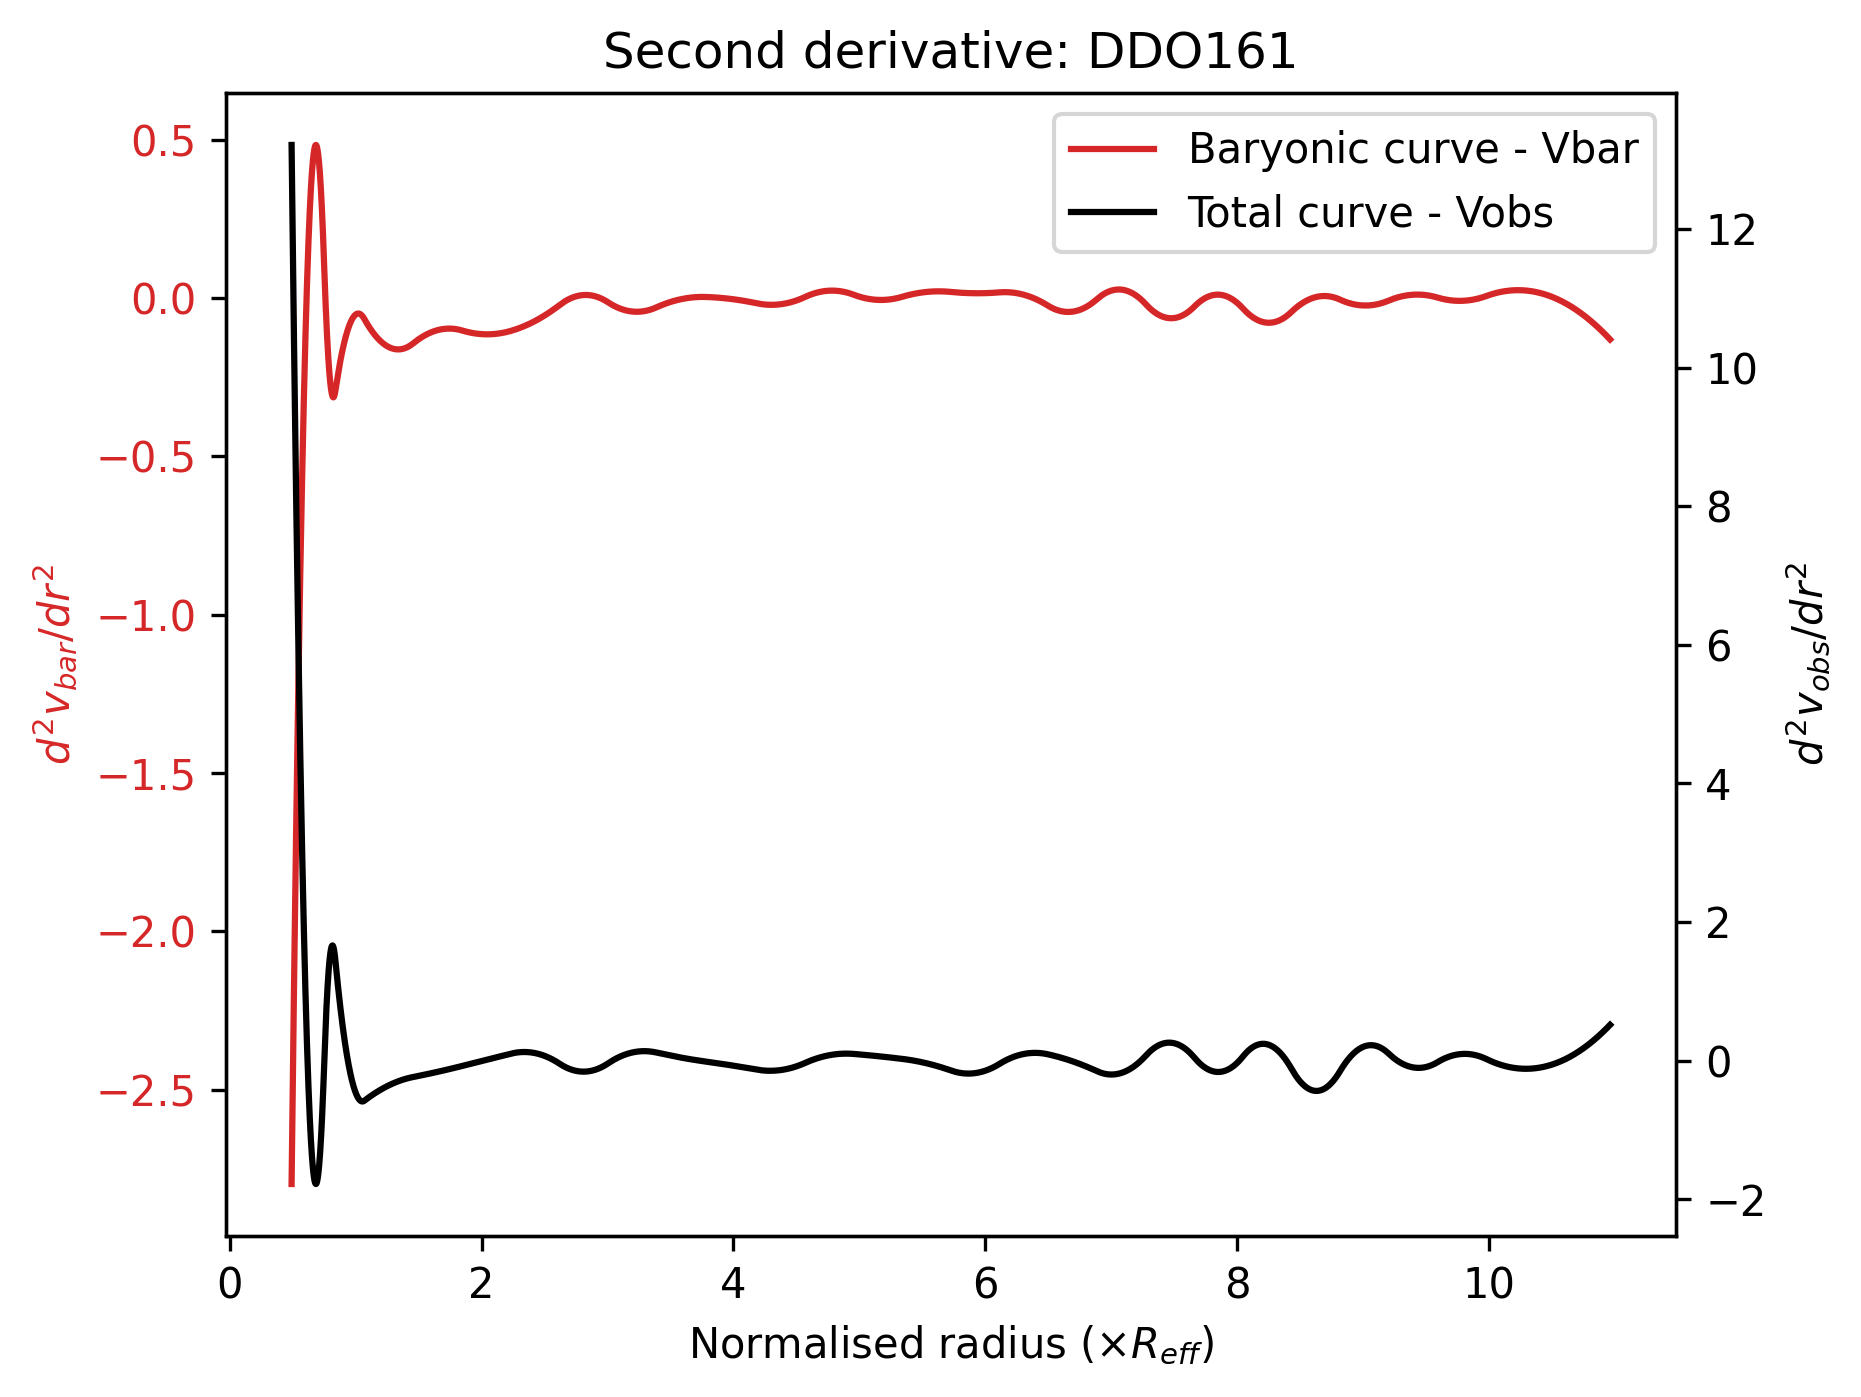 Second derivative: DDO161
Baryonic curve - Vbar
Total curve - Vobs
0.5
0.0
−0.5
−1.0
−1.5
−2.0
−2.5
d²v_bar/dr²
12
10
8
6
4
2
0
−2
d²v_obs/dr²
0 2 4 6 8 10
Normalised radius (×R_eff)